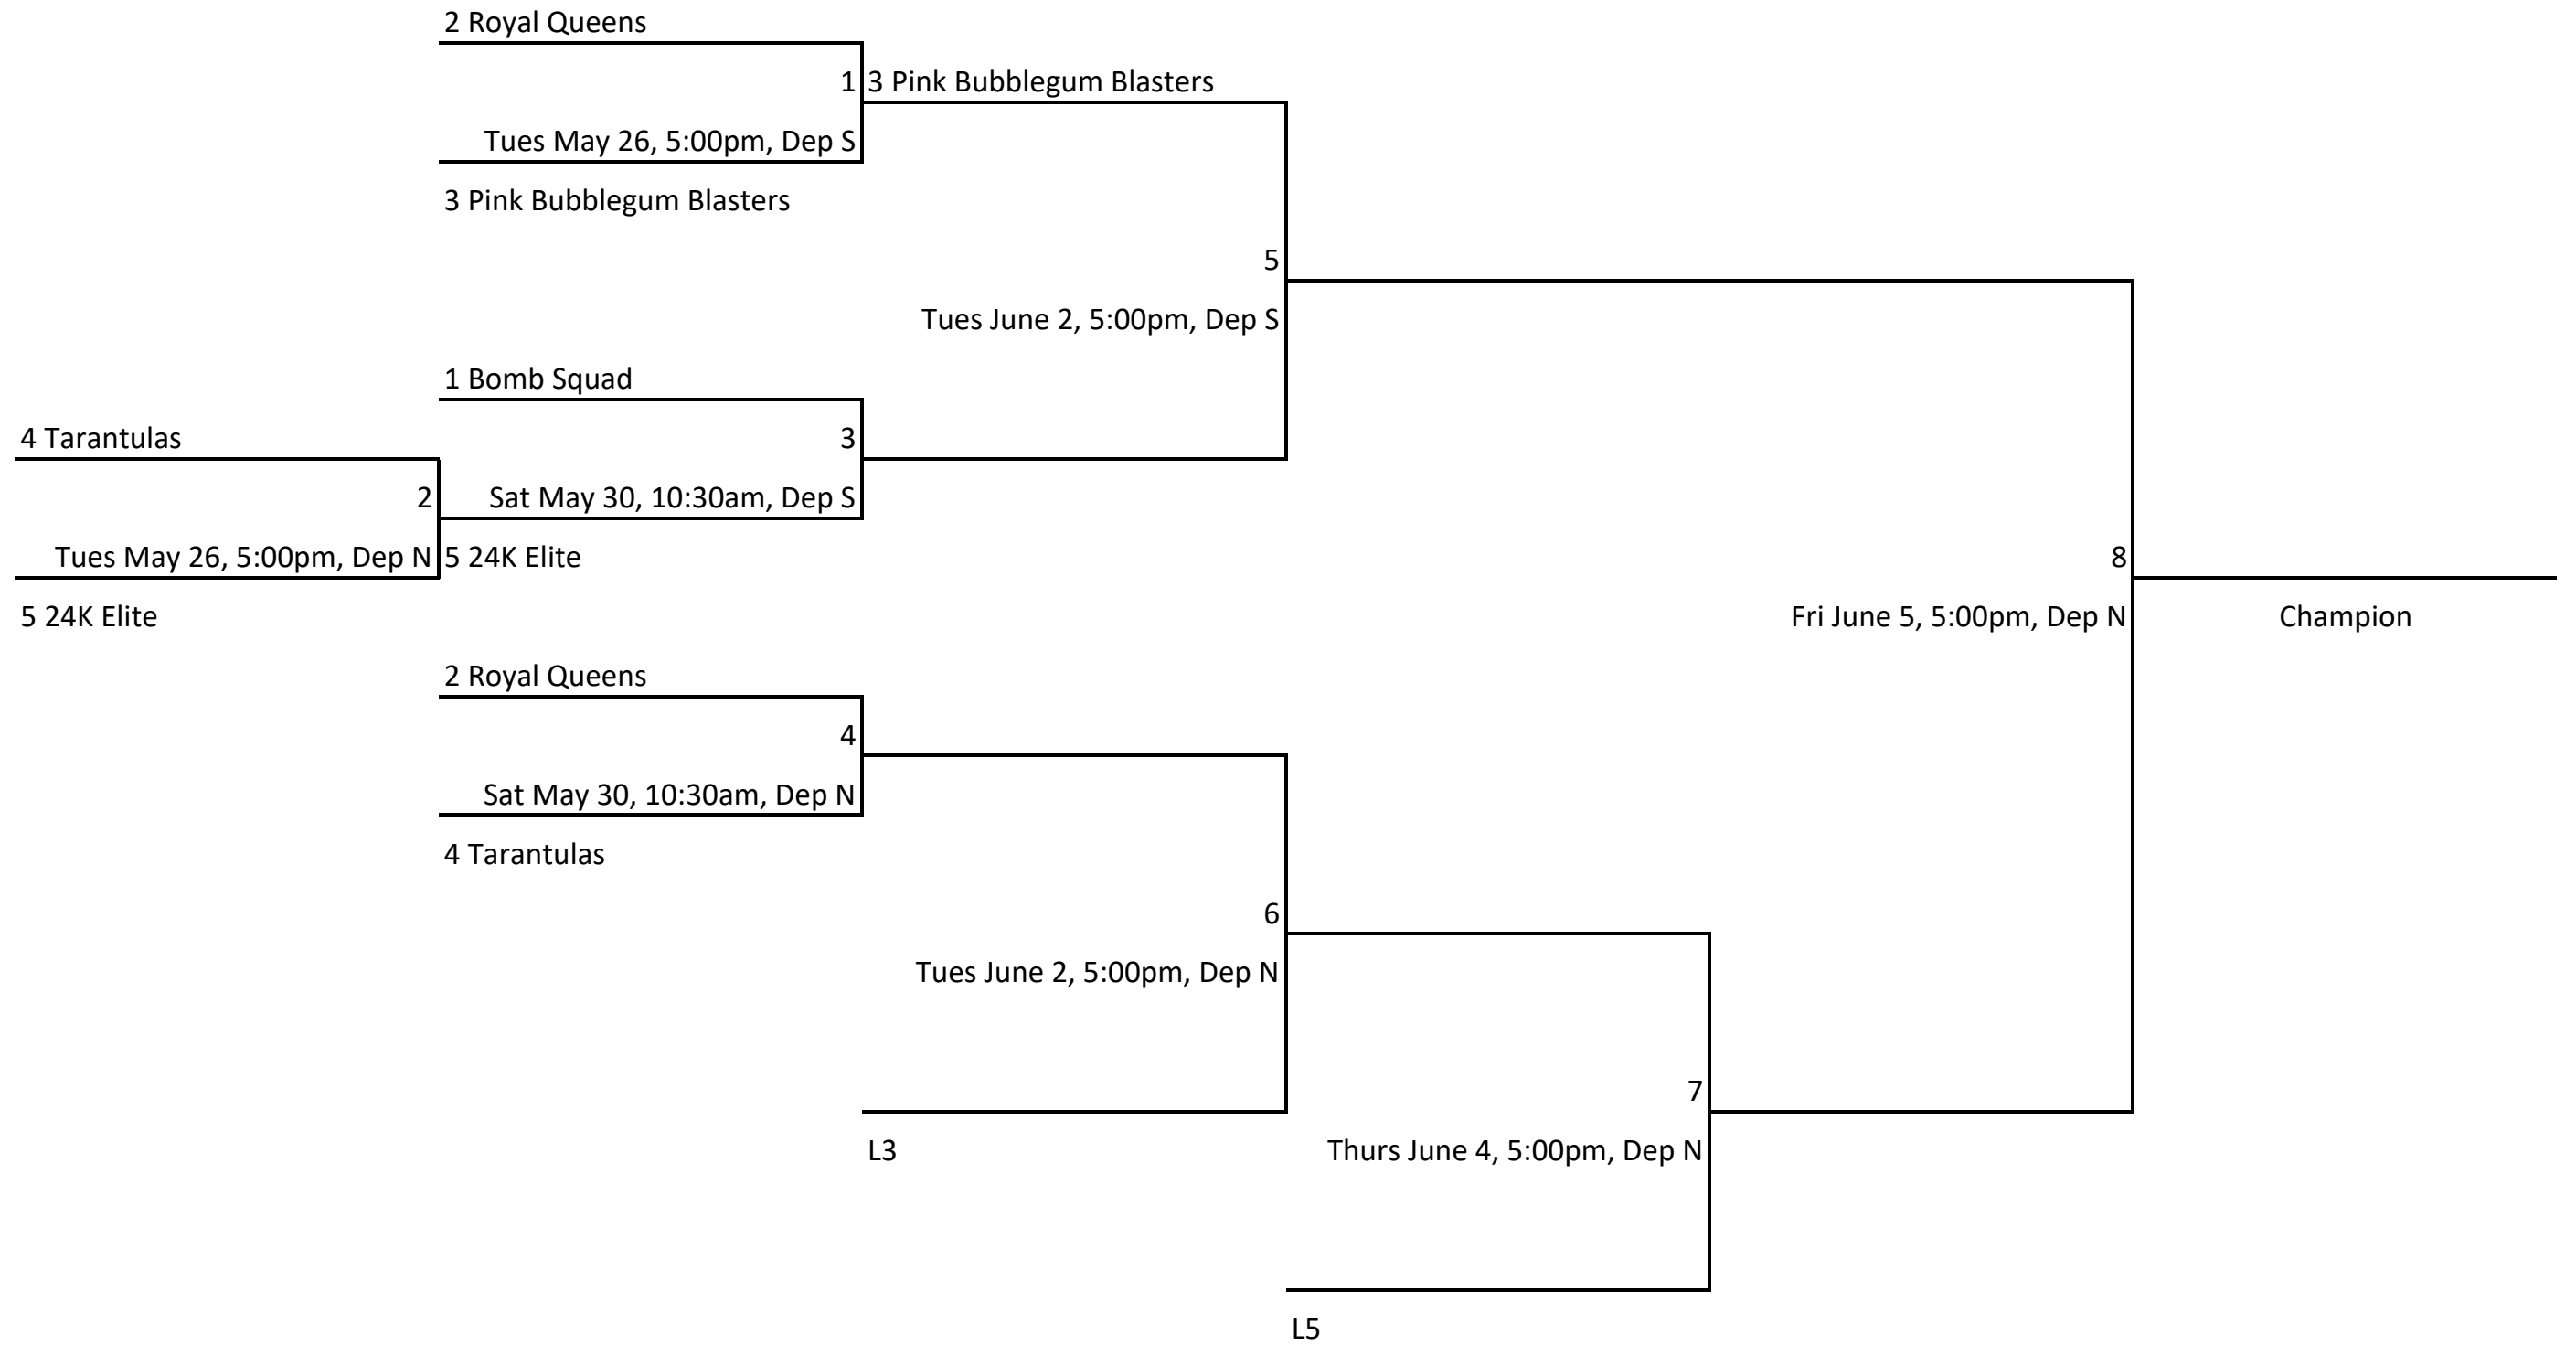 2 Royal Queens
1
3 Pink Bubblegum Blasters
Tues May 26, 5:00pm, Dep S
3 Pink Bubblegum Blasters
5
Tues June 2, 5:00pm, Dep S
1 Bomb Squad
4 Tarantulas
3
2
Sat May 30, 10:30am, Dep S
Tues May 26, 5:00pm, Dep N
5 24K Elite
8
5 24K Elite
Fri June 5, 5:00pm, Dep N
Champion
2 Royal Queens
4
Sat May 30, 10:30am, Dep N
4 Tarantulas
6
Tues June 2, 5:00pm, Dep N
7
L3
Thurs June 4, 5:00pm, Dep N
L5